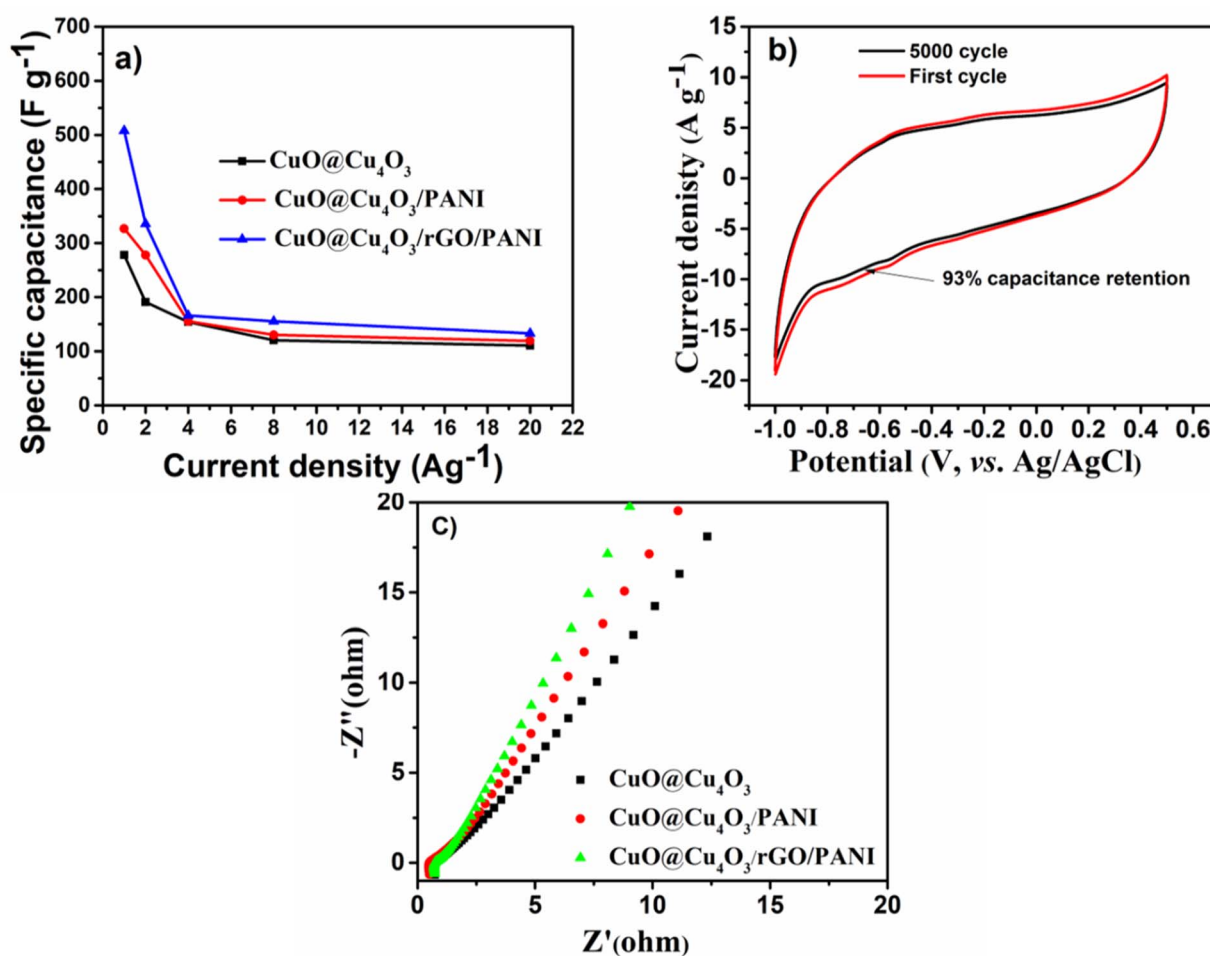 a)
700
600
500
400
300
200
100
0
Specific capacitance (F g⁻¹)
CuO@Cu₄O₃
CuO@Cu₄O₃/PANI
CuO@Cu₄O₃/rGO/PANI
0 2 4 6 8 10 12 14 16 18 20 22
Current density (Ag⁻¹)
b)
15
10
5
0
-5
-10
-15
-20
Current denisty (A g⁻¹)
5000 cycle
First cycle
93% capacitance retention
-1.0 -0.8 -0.6 -0.4 -0.2 0.0 0.2 0.4 0.6
Potential (V, vs. Ag/AgCl)
C)
20
15
10
5
0
-Z''(ohm)
CuO@Cu₄O₃
CuO@Cu₄O₃/PANI
CuO@Cu₄O₃/rGO/PANI
0 5 10 15 20
Z'(ohm)